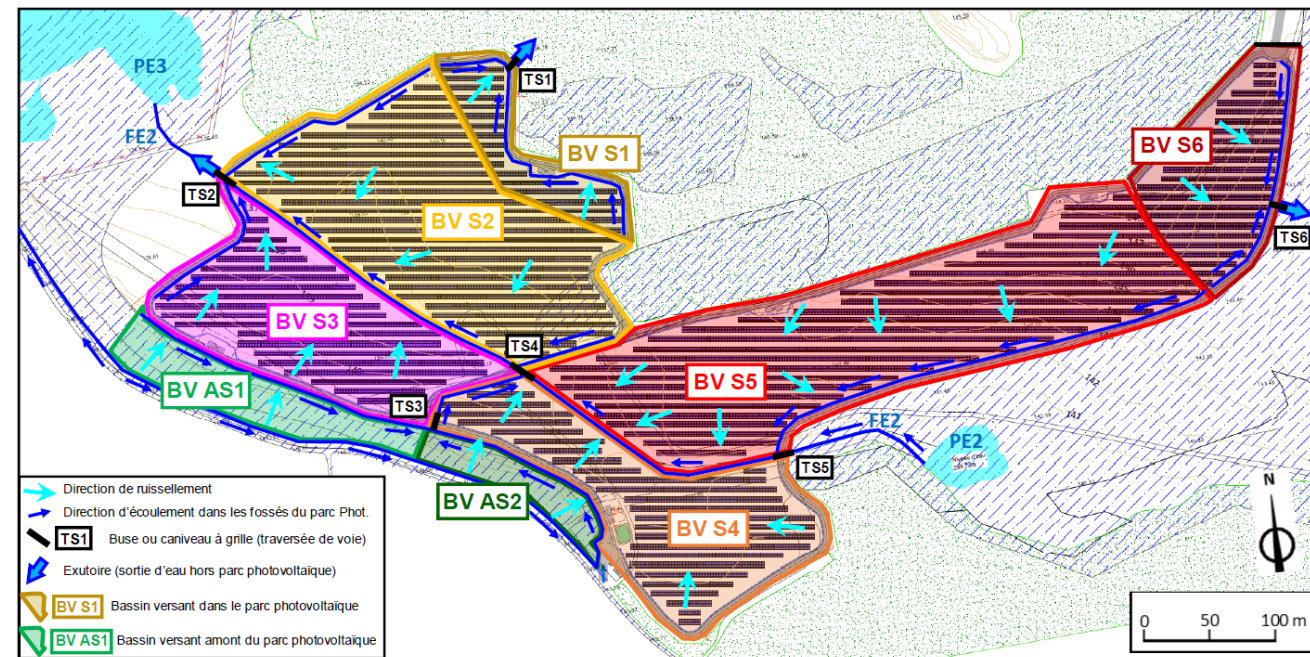 PE3
FE2
TS1
TS2
BV S1
BV S2
BV S6
TS6
BV S3
TS4
BV S5
BV AS1
TS3
FE2
PE2
TS5
BV AS2
BV S4
142
141
N
Direction de ruissellement
Direction d'écoulement dans les fossés du parc Phot.
TS1 Buse ou caniveau à grille (traversée de voie)
Exutoire (sortie d'eau hors parc photovoltaïque)
BV S1 Bassin versant dans le parc photovoltaïque
BV AS1 Bassin versant amont du parc photovoltaïque
0 50 100 m